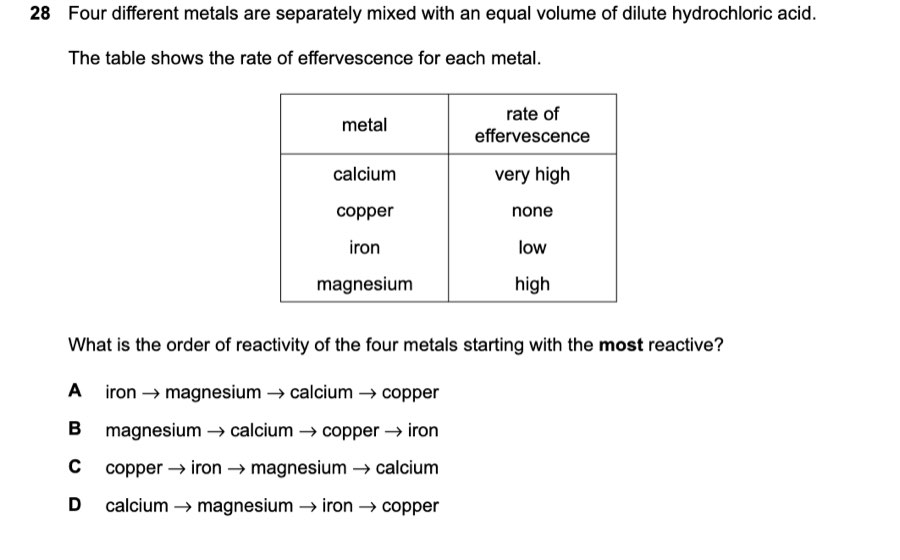 28 Four different metals are separately mixed with an equal volume of dilute hydrochloric acid.
The table shows the rate of effervescence for each metal.
metal
rate of
effervescence
calcium very high
copper none
iron low
magnesium high
What is the order of reactivity of the four metals starting with the most reactive?
A iron → magnesium → calcium → copper
B magnesium → calcium → copper → iron
C copper → iron → magnesium → calcium
D calcium → magnesium → iron → copper